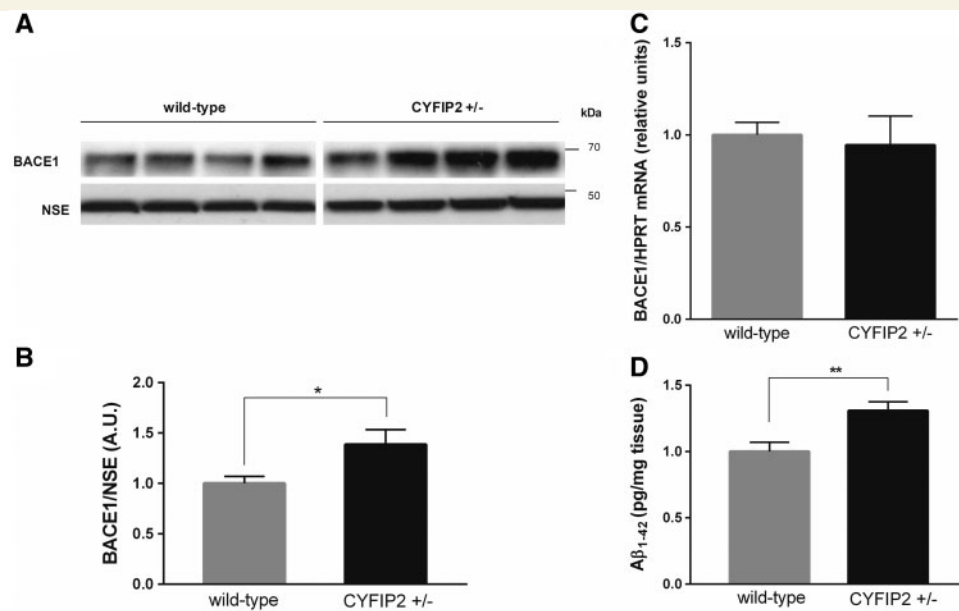 A
wild-type
CYFIP2 +/-
kDa
BACE1
70
NSE
50
B
BACE1/NSE (A.U.)
2.0
1.5
1.0
0.5
0.0
*
wild-type
CYFIP2 +/-
C
BACE1/HPRT mRNA (relative units)
1.5
1.0
0.5
0.0
wild-type
CYFIP2 +/-
D
Aβ1-42 (pg/mg tissue)
1.5
1.0
0.5
0.0
**
wild-type
CYFIP2 +/-